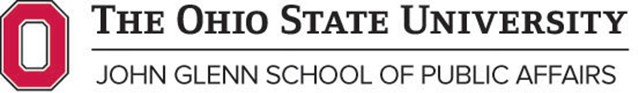 THE OHIO STATE UNIVERSITY
JOHN GLENN SCHOOL OF PUBLIC AFFAIRS